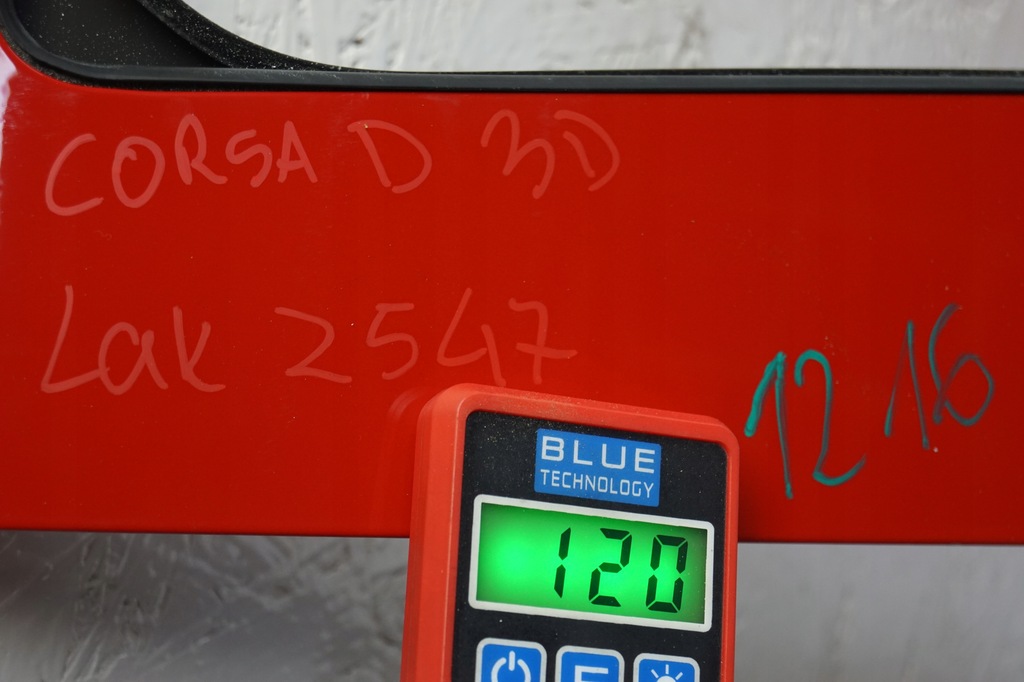 CORSA D 3D
Lak 2547
12 16
BLUE
TECHNOLOGY
120